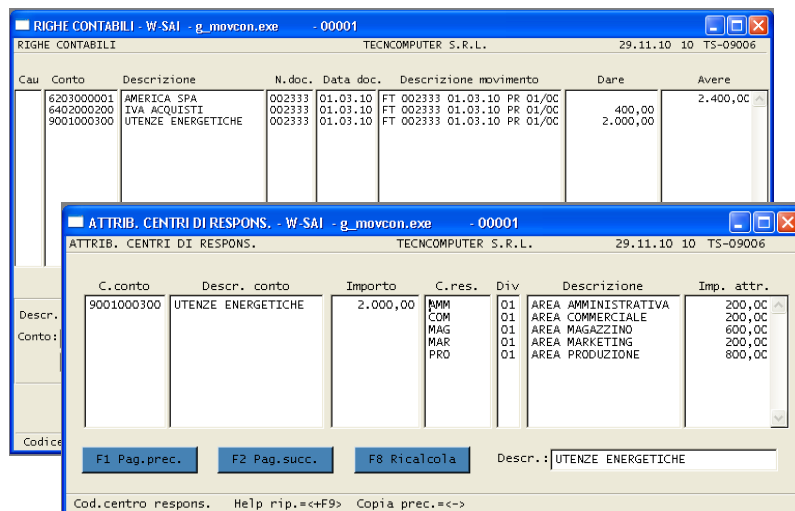 RIGHE CONTABILI - W-SAI - g_movcon.exe - 00001
RIGHE CONTABILI TECNCOMPUTER S.R.L. 29.11.10 10 TS-09006
Cau Conto Descrizione N.doc. Data doc. Descrizione movimento Dare Avere
6203000001 AMERICA SPA 002333 01.03.10 FT 002333 01.03.10 PR 01/00 2.400,00
6402000200 IVA ACQUISTI 002333 01.03.10 FT 002333 01.03.10 PR 01/00 400,00
9001000300 UTENZE ENERGETICHE 002333 01.03.10 FT 002333 01.03.10 PR 01/00 2.000,00
Descr.
Conto:
Codice
ATTRIB. CENTRI DI RESPONS. - W-SAI - g_movcon.exe - 00001
ATTRIB. CENTRI DI RESPONS. TECNCOMPUTER S.R.L. 29.11.10 10 TS-09006
C.conto Descr. conto Importo C.res. Div Descrizione Imp. attr.
9001000300 UTENZE ENERGETICHE 2.000,00 AMM 01 AREA AMMINISTRATIVA 200,00
COM 01 AREA COMMERCIALE 200,00
MAG 01 AREA MAGAZZINO 600,00
MAR 01 AREA MARKETING 200,00
PRO 01 AREA PRODUZIONE 800,00
F1 Pag.prec. F2 Pag.succ. F8 Ricalcola Descr.: UTENZE ENERGETICHE
Cod.centro respons. Help rip.=<+F9> Copia prec.=<->